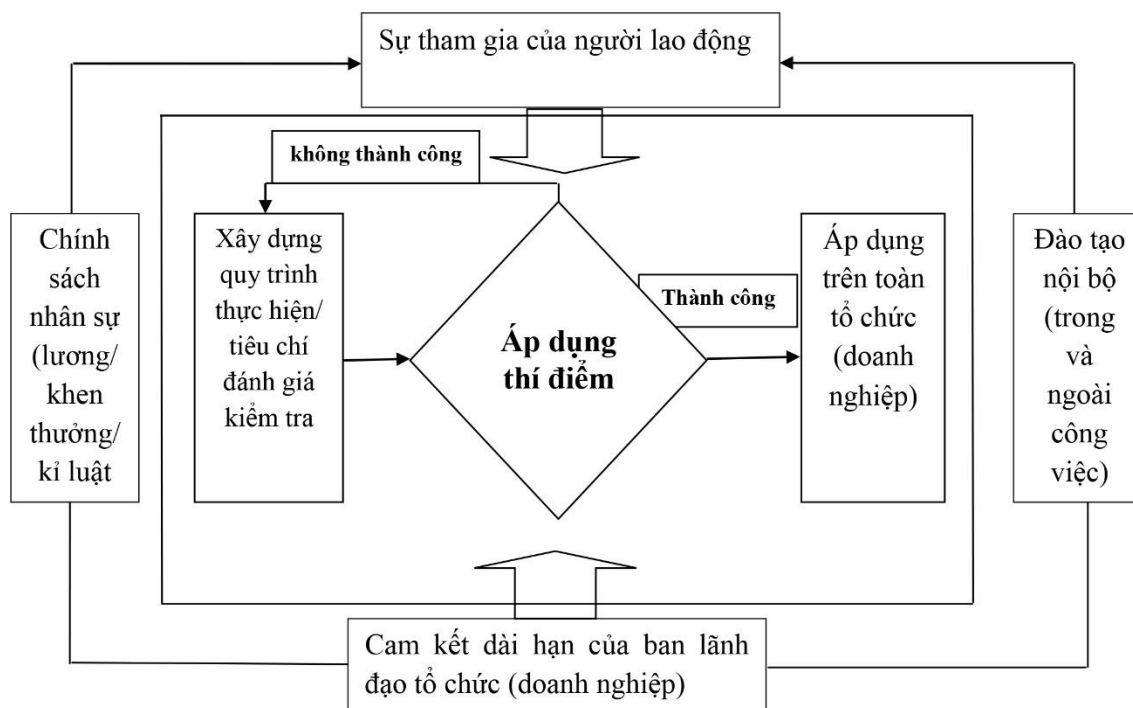 Sự tham gia của người lao động
không thành công
Chính
sách
nhân sự
(lương/
khen
thưởng/
kỉ luật
Xây dựng
quy trình
thực hiện/
tiêu chí
đánh giá
kiểm tra
Áp dụng
thí điểm
Thành công
Áp dụng
trên toàn
tổ chức
(doanh
nghiệp)
Đào tạo
nội bộ
(trong
và
ngoài
công
việc)
Cam kết dài hạn của ban lãnh
đạo tổ chức (doanh nghiệp)